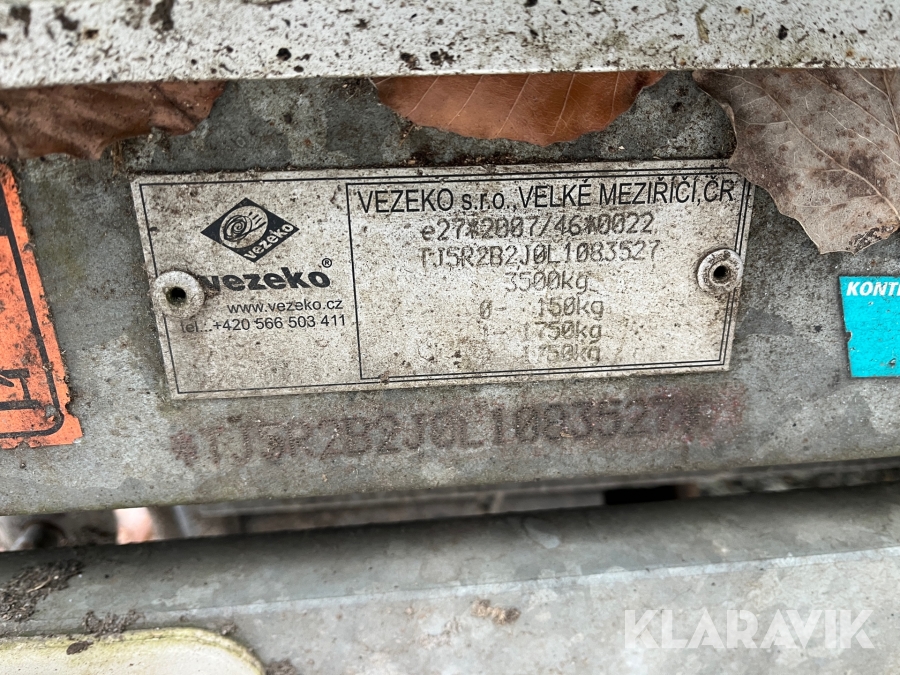 vezeko
vezeko®
www.vezeko.cz
tel.:+420 566 503 411
VEZEKO s.r.o.,VELKÉ MEZIŘÍČÍ,ČR
e27*2007/46*0022
TJ5R2B2J0L1083527
3500kg
0- 150kg
1750kg
1750kg
*TJ5R2B2J0L1083527*
KLARAVIK